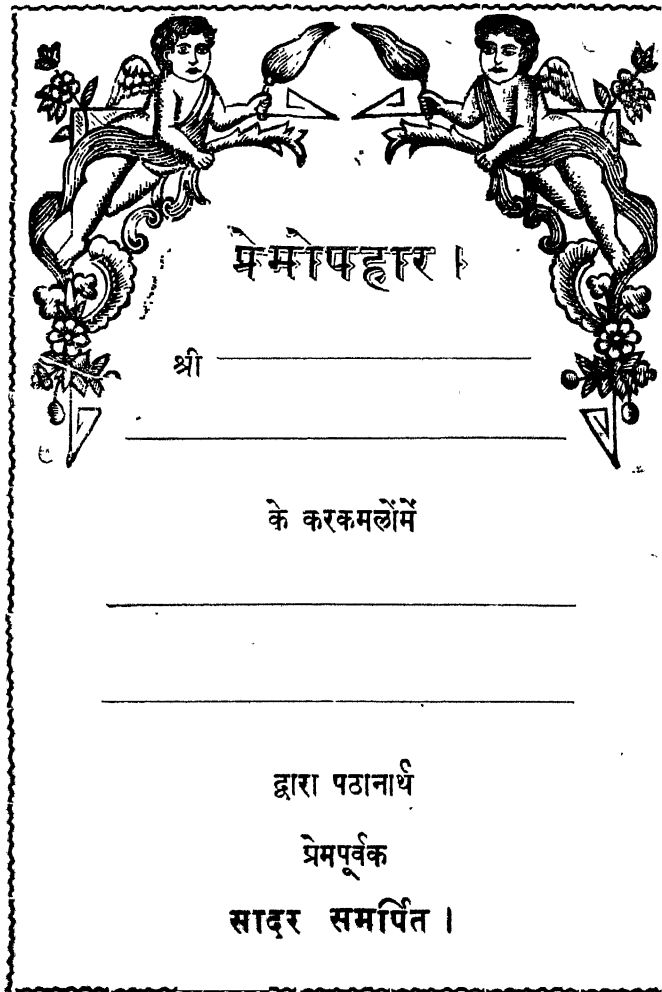 प्रेमोपहार ।
श्री
के करकमलोंमें
द्वारा पठानार्थ
प्रेमपूर्वक
सादर समर्पित ।